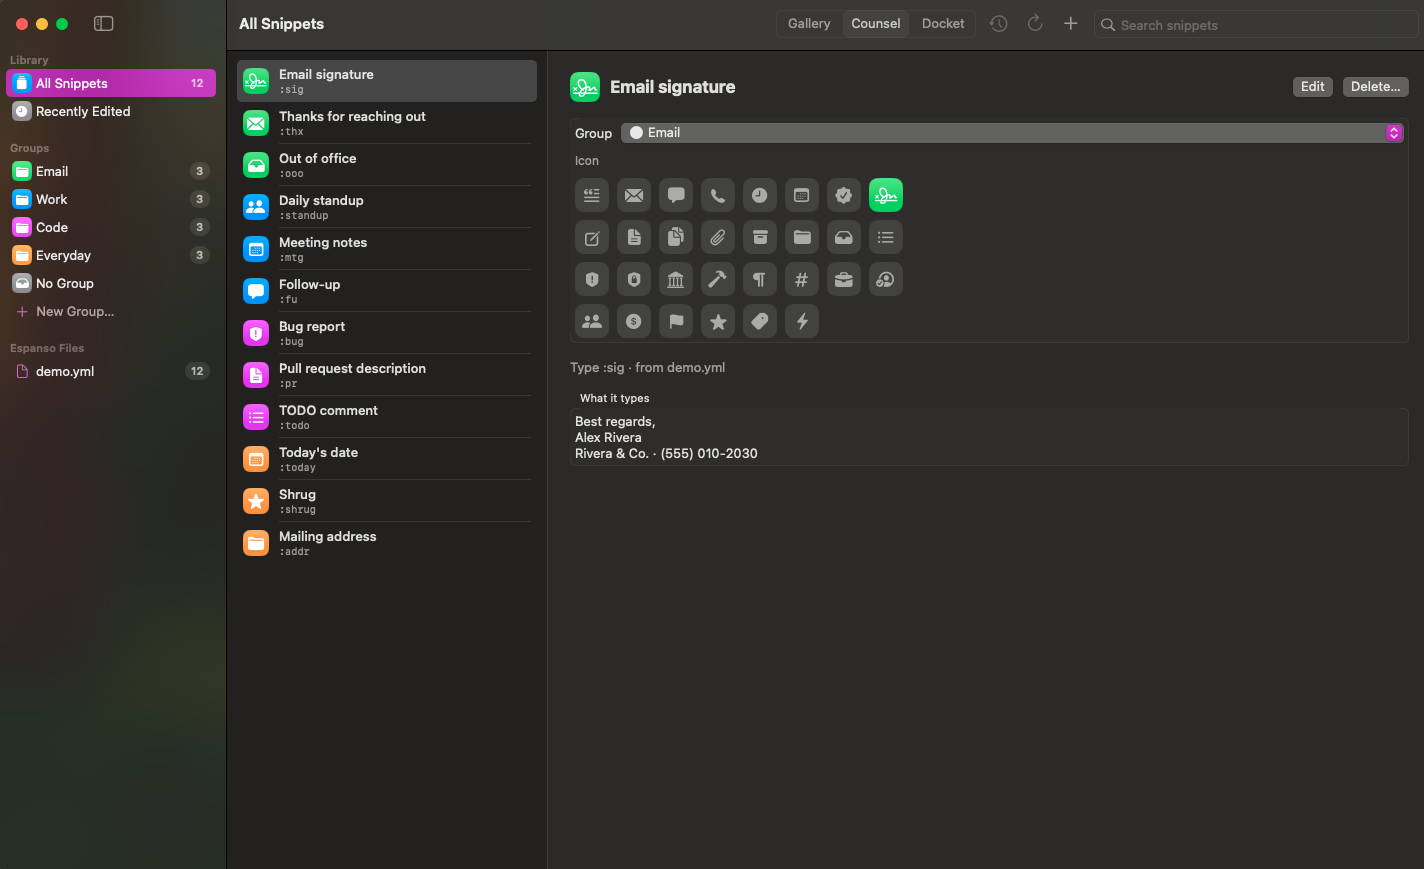 All Snippets
Gallery
Counsel
Docket
Search snippets
Library
All Snippets 12
Recently Edited
Groups
Email 3
Work 3
Code 3
Everyday 3
No Group
New Group...
Espanso Files
demo.yml 12
Email signature
:sig
Thanks for reaching out
:thx
Out of office
:ooo
Daily standup
:standup
Meeting notes
:mtg
Follow-up
:fu
Bug report
:bug
Pull request description
:pr
TODO comment
:todo
Today's date
:today
Shrug
:shrug
Mailing address
:addr
Email signature
Edit
Delete...
Group Email
Icon
Type :sig · from demo.yml
What it types
Best regards,
Alex Rivera
Rivera & Co. · (555) 010-2030